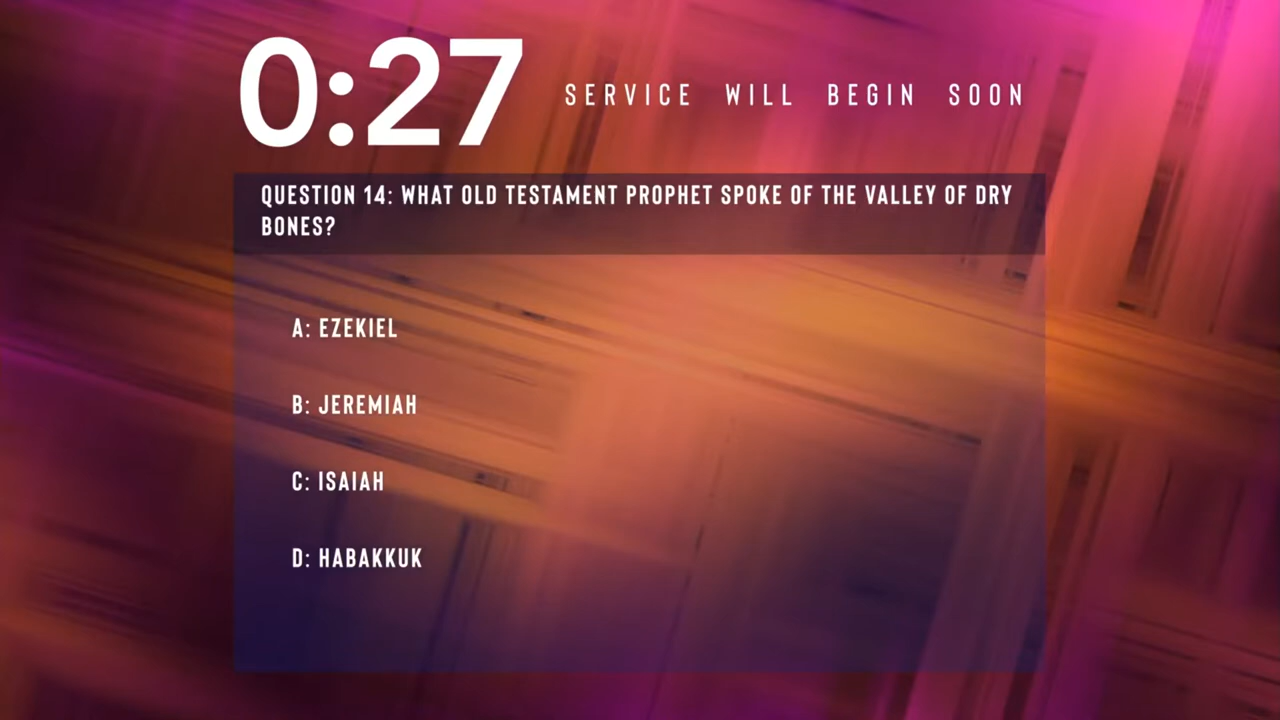 0:27
SERVICE WILL BEGIN SOON
QUESTION 14: WHAT OLD TESTAMENT PROPHET SPOKE OF THE VALLEY OF DRY
BONES?
A: EZEKIEL
B: JEREMIAH
C: ISAIAH
D: HABAKKUK